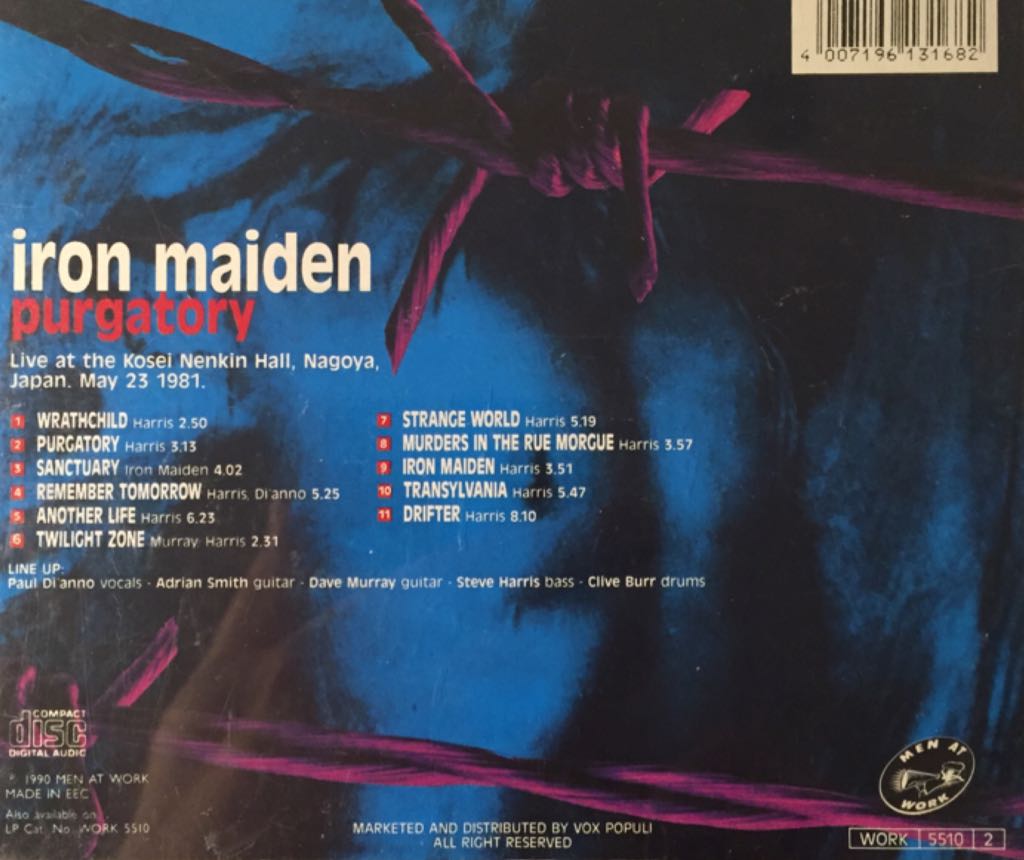 4 007196 131682
iron maiden
purgatory
Live at the Kosei Nenkin Hall, Nagoya,
Japan. May 23 1981.
1 WRATHCHILD Harris 2.50
2 PURGATORY Harris 3.13
3 SANCTUARY Iron Maiden 4.02
4 REMEMBER TOMORROW Harris, Di'anno 5.25
5 ANOTHER LIFE Harris 6.23
6 TWILIGHT ZONE Murray, Harris 2.31
7 STRANGE WORLD Harris 5.19
8 MURDERS IN THE RUE MORGUE Harris 3.57
9 IRON MAIDEN Harris 3.51
10 TRANSYLVANIA Harris 5.47
11 DRIFTER Harris 8.10
LINE UP:
Paul Di'anno vocals - Adrian Smith guitar - Dave Murray guitar - Steve Harris bass - Clive Burr drums
COMPACT
disc
DIGITAL AUDIO
℗ 1990 MEN AT WORK
MADE IN EEC
Also available on
LP Cat. No. WORK 5510
MARKETED AND DISTRIBUTED BY VOX POPULI
ALL RIGHT RESERVED
MEN AT
WORK
WORK 5510 2